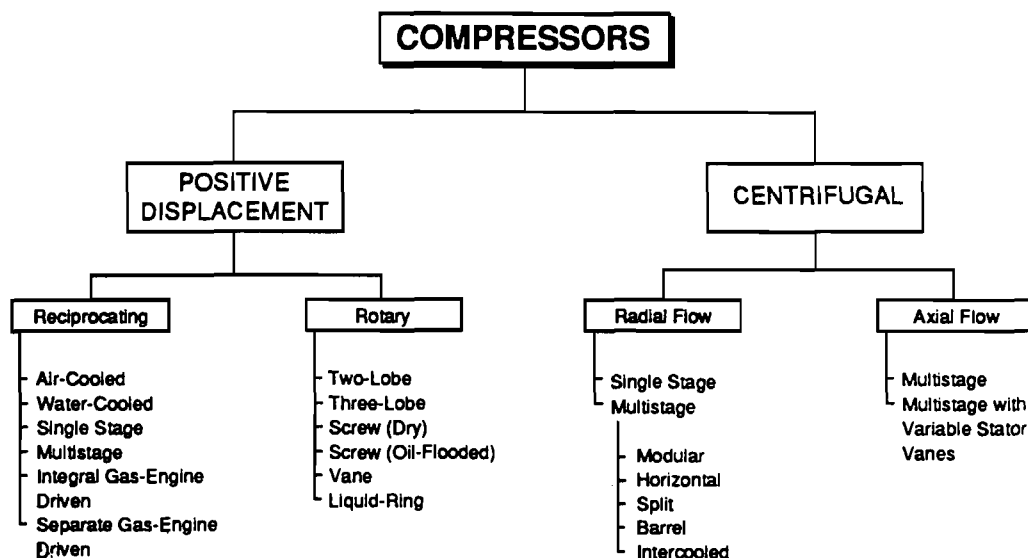 COMPRESSORS
POSITIVE
DISPLACEMENT
CENTRIFUGAL
Reciprocating
Air-Cooled
Water-Cooled
Single Stage
Multistage
Integral Gas-Engine
Driven
Separate Gas-Engine
Driven
Rotary
Two-Lobe
Three-Lobe
Screw (Dry)
Screw (Oil-Flooded)
Vane
Liquid-Ring
Radial Flow
Single Stage
Multistage
Modular
Horizontal
Split
Barrel
Intercooled
Axial Flow
Multistage
Multistage with
Variable Stator
Vanes